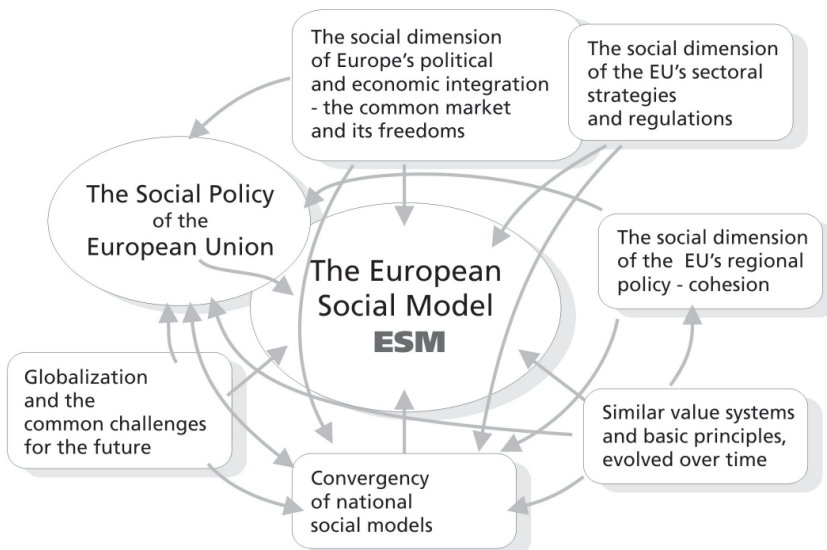 The social dimension
of Europe's political
and economic integration
- the common market
and its freedoms
The social dimension
of the EU's sectoral
strategies
and regulations
The Social Policy
of the
European Union
The social dimension
of the EU's regional
policy - cohesion
The European
Social Model
ESM
Globalization
and the
common challenges
for the future
Similar value systems
and basic principles,
evolved over time
Convergency
of national
social models